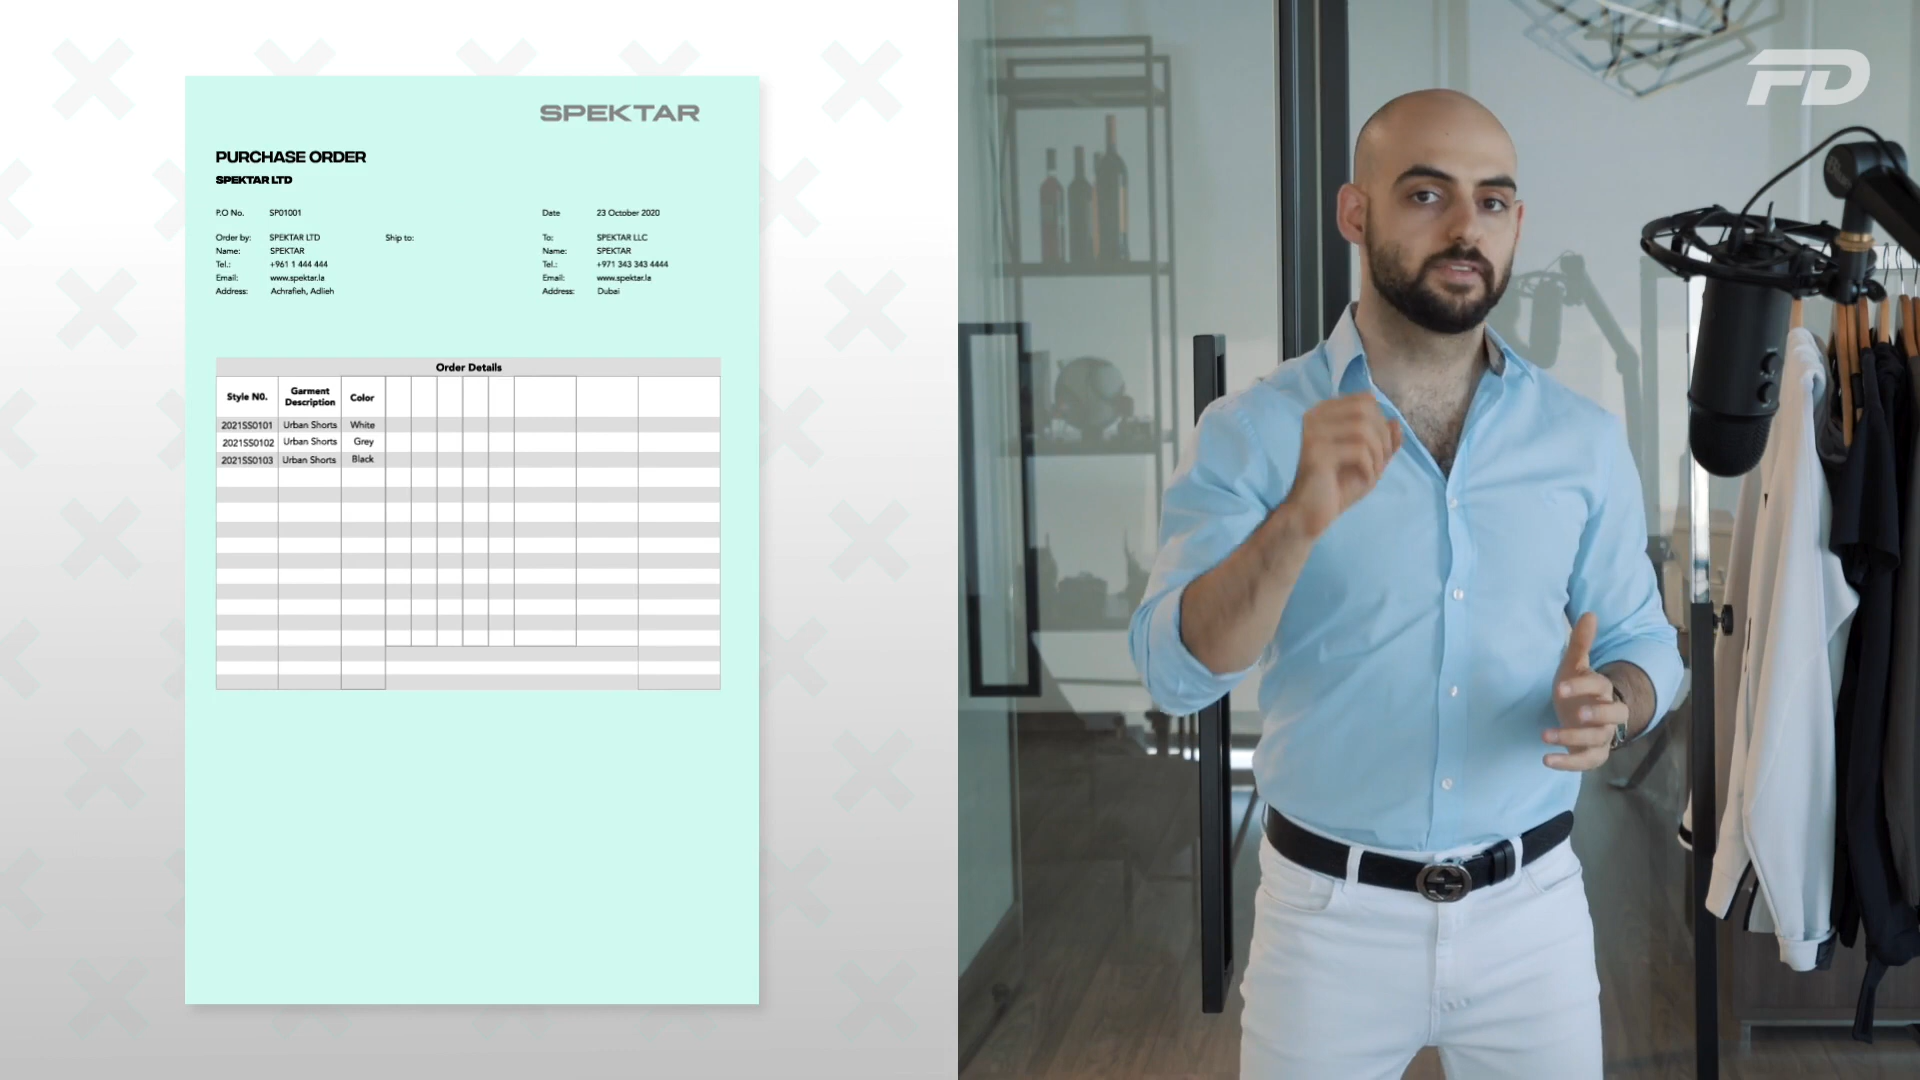 SPEKTAR
PURCHASE ORDER
SPEKTAR LTD
P.O No. SP01001 Date 23 October 2020
Order by: SPEKTAR LTD Ship to: To: SPEKTAR LLC
Name: SPEKTAR Name: SPEKTAR
Tel.: +961 1 444 444 Tel.: +971 343 343 4444
Email: www.spektar.la Email: www.spektar.la
Address: Achrafieh, Adlieh Address: Dubai
Order Details
Style N0. Garment Description Color
2021SS0101 Urban Shorts White
2021SS0102 Urban Shorts Grey
2021SS0103 Urban Shorts Black
FD